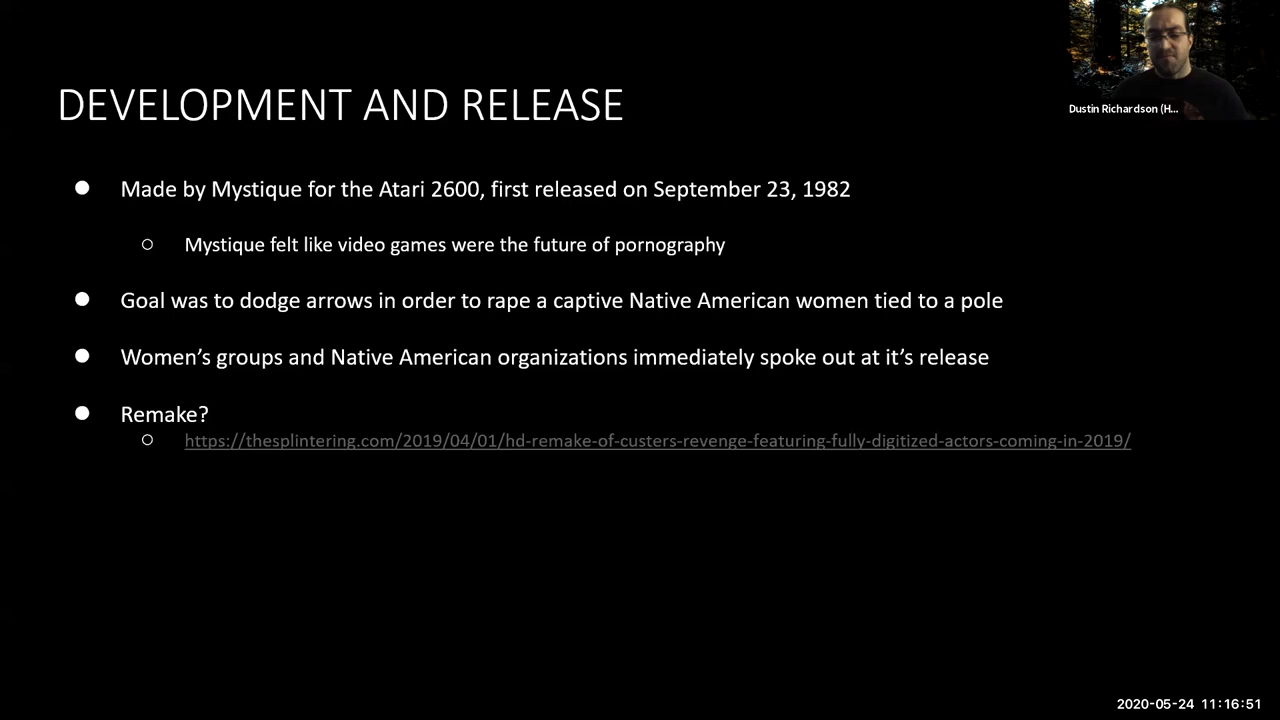 DEVELOPMENT AND RELEASE
Dustin Richardson (H...
● Made by Mystique for the Atari 2600, first released on September 23, 1982
○ Mystique felt like video games were the future of pornography
● Goal was to dodge arrows in order to rape a captive Native American women tied to a pole
● Women’s groups and Native American organizations immediately spoke out at it’s release
● Remake?
○ https://thesplintering.com/2019/04/01/hd-remake-of-custers-revenge-featuring-fully-digitized-actors-coming-in-2019/
2020-05-24 11:16:51